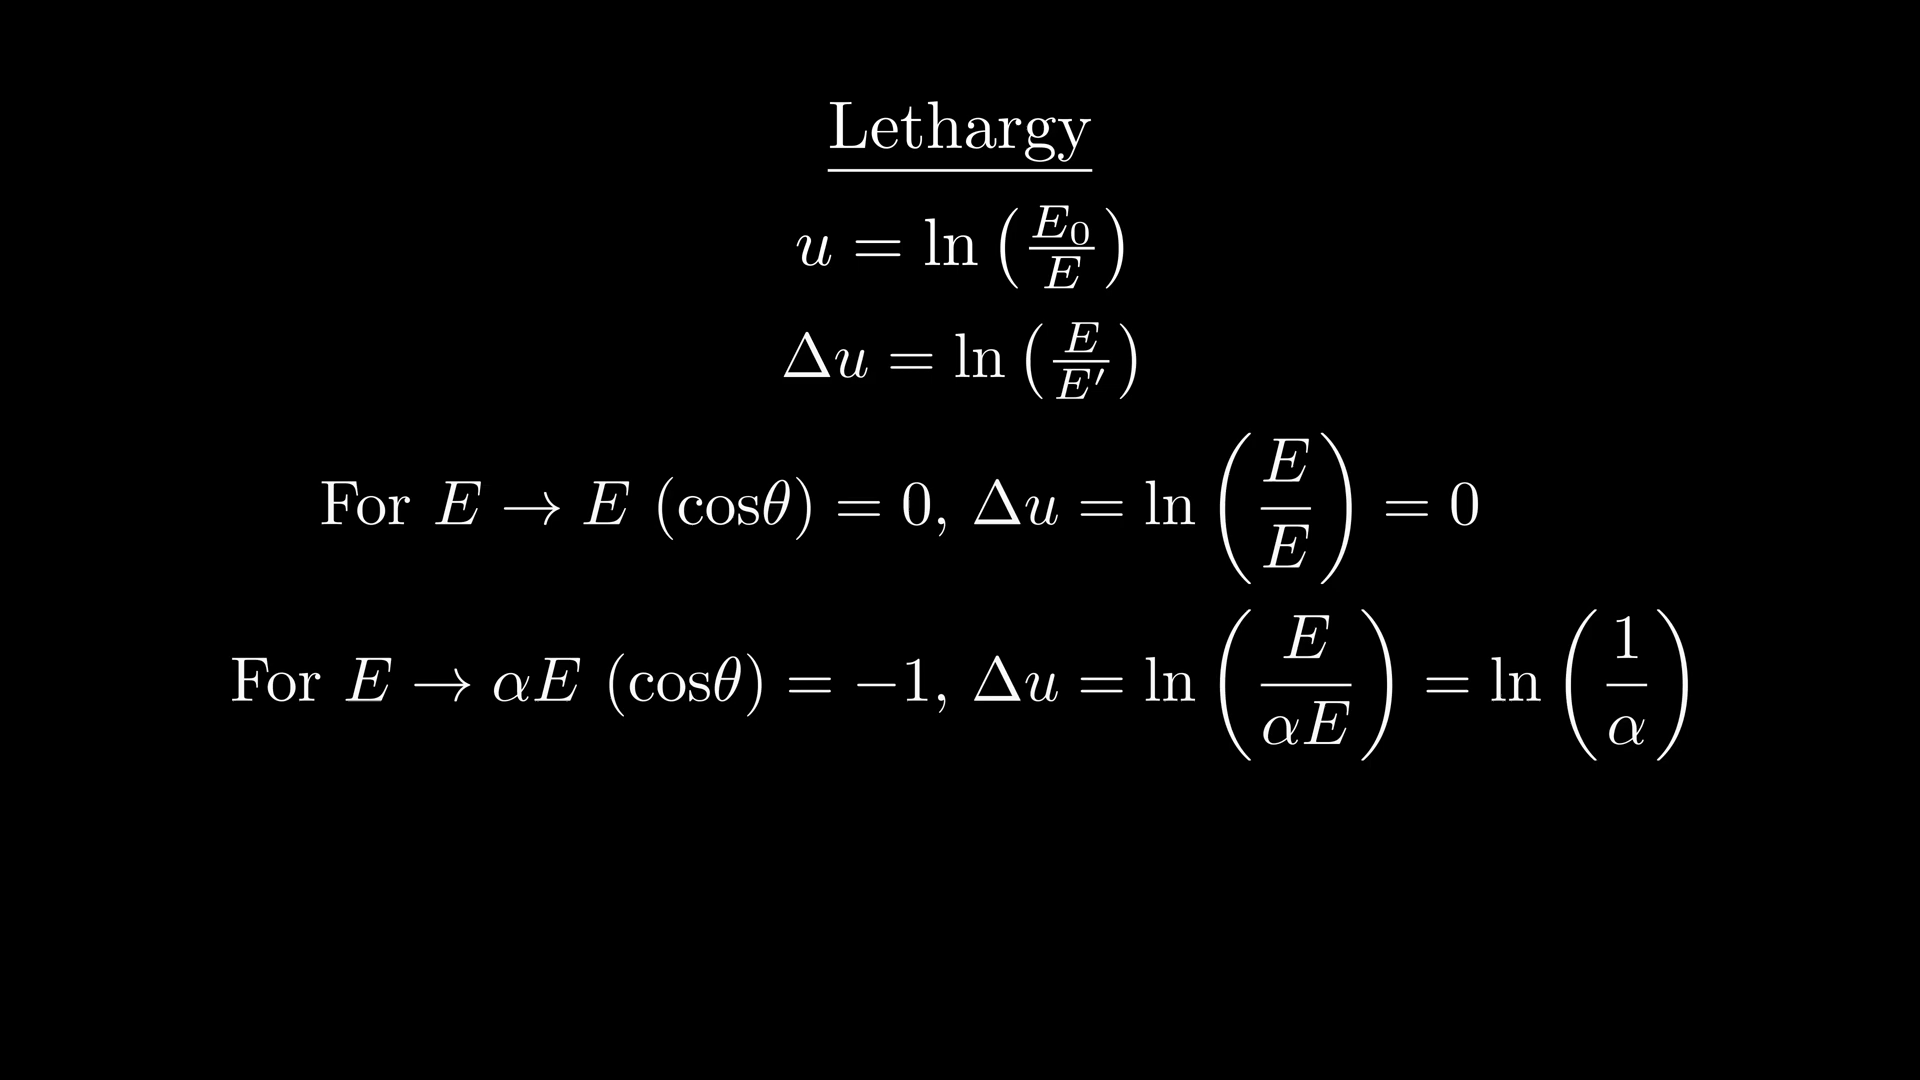 Lethargy
u = ln (E₀/E)
Δu = ln (E/E′)
For E → E (cosθ) = 0, Δu = ln (E/E) = 0
For E → αE (cosθ) = −1, Δu = ln (E/αE) = ln (1/α)